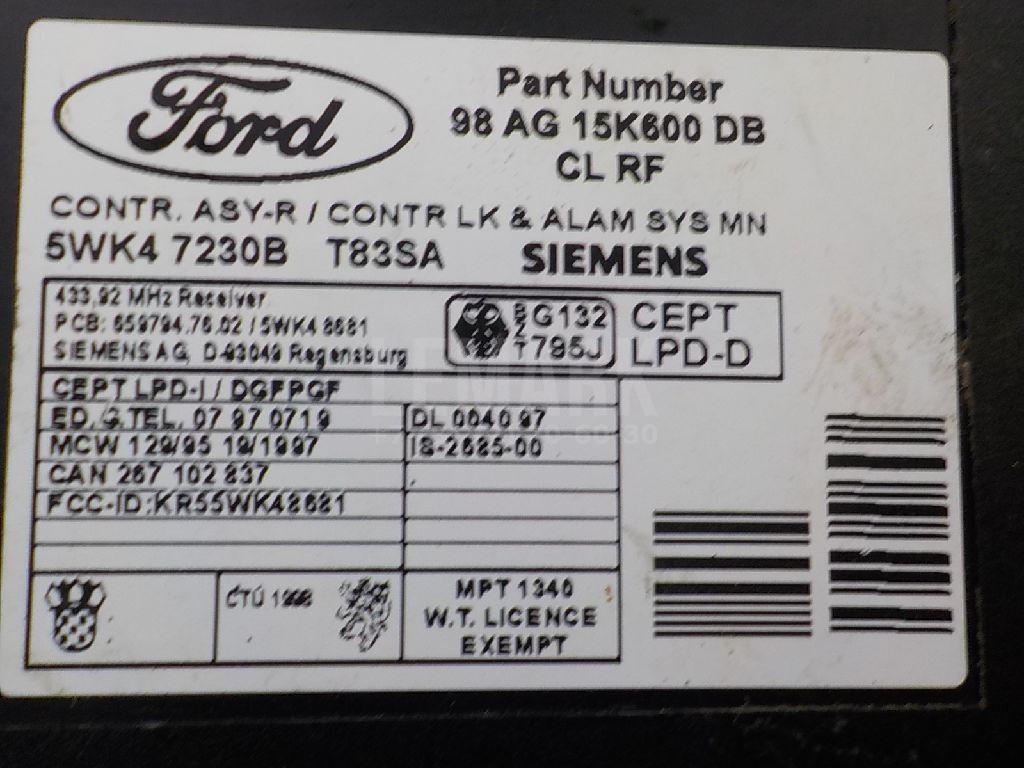 Ford
Part Number
98 AG 15K600 DB
CL RF
CONTR. ASY-R / CONTR LK & ALAM SYS MN
5WK4 7230B T83SA SIEMENS
433,92 MHz Receiver
PCB: 659794.76.02 / 5WK4 8681
SIEMENS AG, D-93049 Regensburg
BZT
G132
795J
CEPT
LPD-D
CEPT LPD-I / DGFPGF
ED.G.TEL. 07 97 0719
DL 0040 97
MCW 129/95 19/1997
IS-2685-00
CAN 267 102 837
FCC-ID:KR55WK48681
ČTÚ 1998
MPT 1340
W.T. LICENCE
EXEMPT